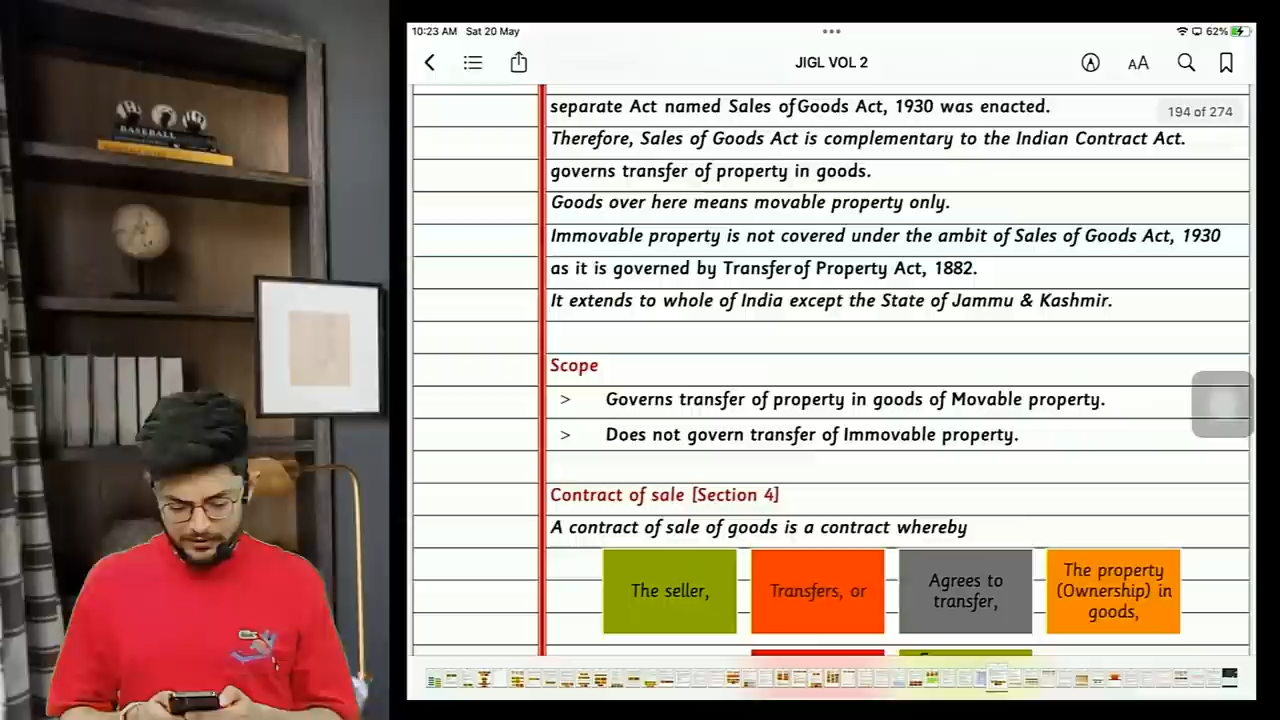 10:23 AM Sat 20 May
62%
JIGL VOL 2
AA
194 of 274
separate Act named Sales of Goods Act, 1930 was enacted.
Therefore, Sales of Goods Act is complementary to the Indian Contract Act.
governs transfer of property in goods.
Goods over here means movable property only.
Immovable property is not covered under the ambit of Sales of Goods Act, 1930
as it is governed by Transfer of Property Act, 1882.
It extends to whole of India except the State of Jammu & Kashmir.
Scope
> Governs transfer of property in goods of Movable property.
> Does not govern transfer of Immovable property.
Contract of sale [Section 4]
A contract of sale of goods is a contract whereby
The seller,
Transfers, or
Agrees to
transfer,
The property
(Ownership) in
goods,
BASEBALL